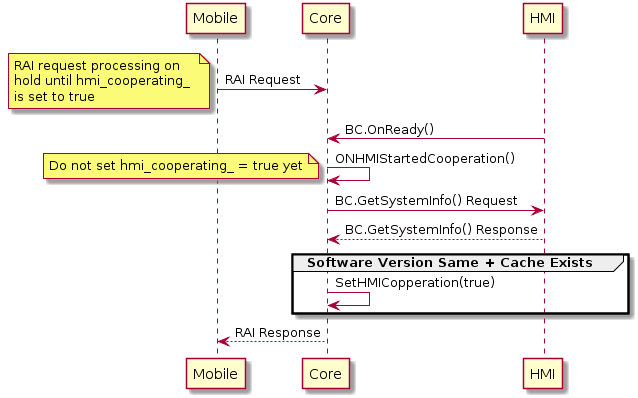 Mobile
Core
HMI
RAI request processing on
hold until hmi_cooperating_
is set to true
RAI Request
BC.OnReady()
Do not set hmi_cooperating_ = true yet
ONHMIStartedCooperation()
BC.GetSystemInfo() Request
BC.GetSystemInfo() Response
Software Version Same + Cache Exists
SetHMICopperation(true)
RAI Response
Mobile
Core
HMI